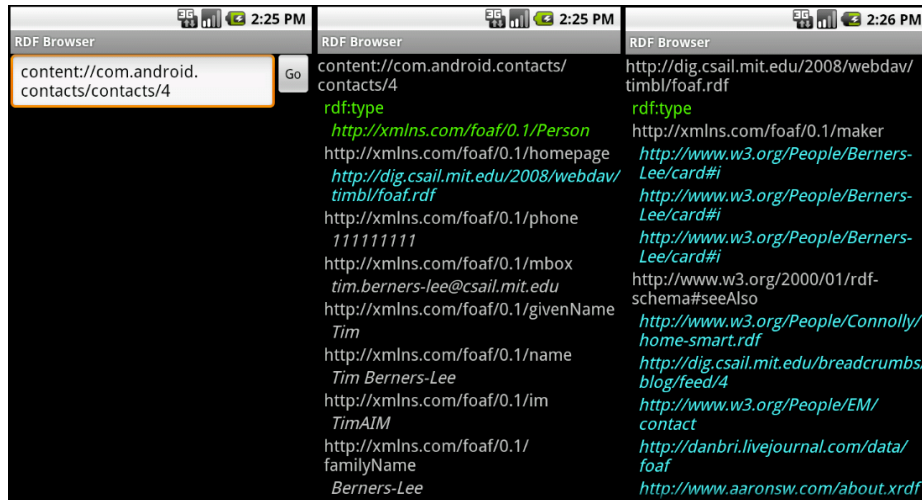 3G 2:25 PM
RDF Browser
content://com.android.
contacts/contacts/4
Go
3G 2:25 PM
RDF Browser
content://com.android.contacts/
contacts/4
rdf:type
http://xmlns.com/foaf/0.1/Person
http://xmlns.com/foaf/0.1/homepage
http://dig.csail.mit.edu/2008/webdav/
timbl/foaf.rdf
http://xmlns.com/foaf/0.1/phone
111111111
http://xmlns.com/foaf/0.1/mbox
tim.berners-lee@csail.mit.edu
http://xmlns.com/foaf/0.1/givenName
Tim
http://xmlns.com/foaf/0.1/name
Tim Berners-Lee
http://xmlns.com/foaf/0.1/im
TimAIM
http://xmlns.com/foaf/0.1/
familyName
Berners-Lee
3G 2:26 PM
RDF Browser
http://dig.csail.mit.edu/2008/webdav/
timbl/foaf.rdf
rdf:type
http://xmlns.com/foaf/0.1/maker
http://www.w3.org/People/Berners-
Lee/card#i
http://www.w3.org/People/Berners-
Lee/card#i
http://www.w3.org/People/Berners-
Lee/card#i
http://www.w3.org/2000/01/rdf-
schema#seeAlso
http://www.w3.org/People/Connolly/
home-smart.rdf
http://dig.csail.mit.edu/breadcrumbs/
blog/feed/4
http://www.w3.org/People/EM/
contact
http://danbri.livejournal.com/data/
foaf
http://www.aaronsw.com/about.xrdf